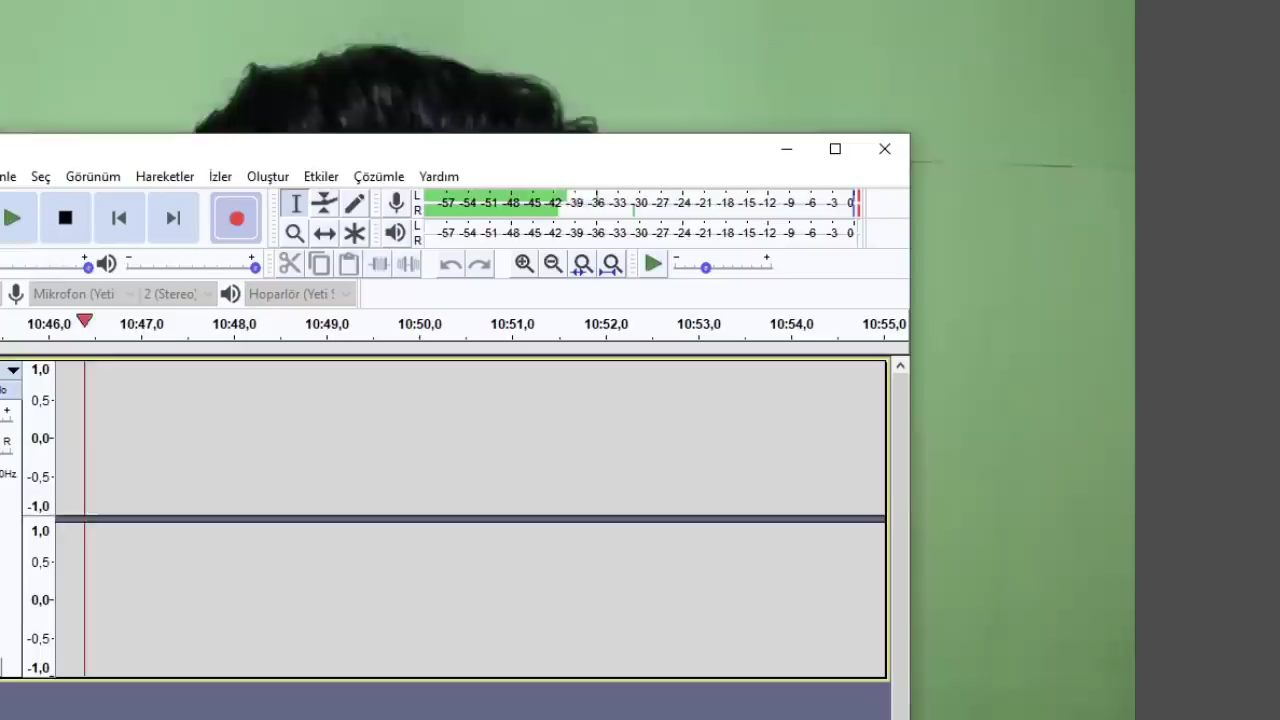 nle Seç Görünüm Hareketler İzler Oluştur Etkiler Çözümle Yardım
L -57 -54 -51 -48 -45 -42 -39 -36 -33 -30 -27 -24 -21 -18 -15 -12 -9 -6 -3 0
R
L -57 -54 -51 -48 -45 -42 -39 -36 -33 -30 -27 -24 -21 -18 -15 -12 -9 -6 -3 0
R
Mikrofon (Yeti 2 (Stereo) Hoparlör (Yeti S
10:46,0 10:47,0 10:48,0 10:49,0 10:50,0 10:51,0 10:52,0 10:53,0 10:54,0 10:55,0
1,0
lo
0,5
R 0,0
0Hz -0,5
-1,0
1,0
0,5
0,0
-0,5
-1,0